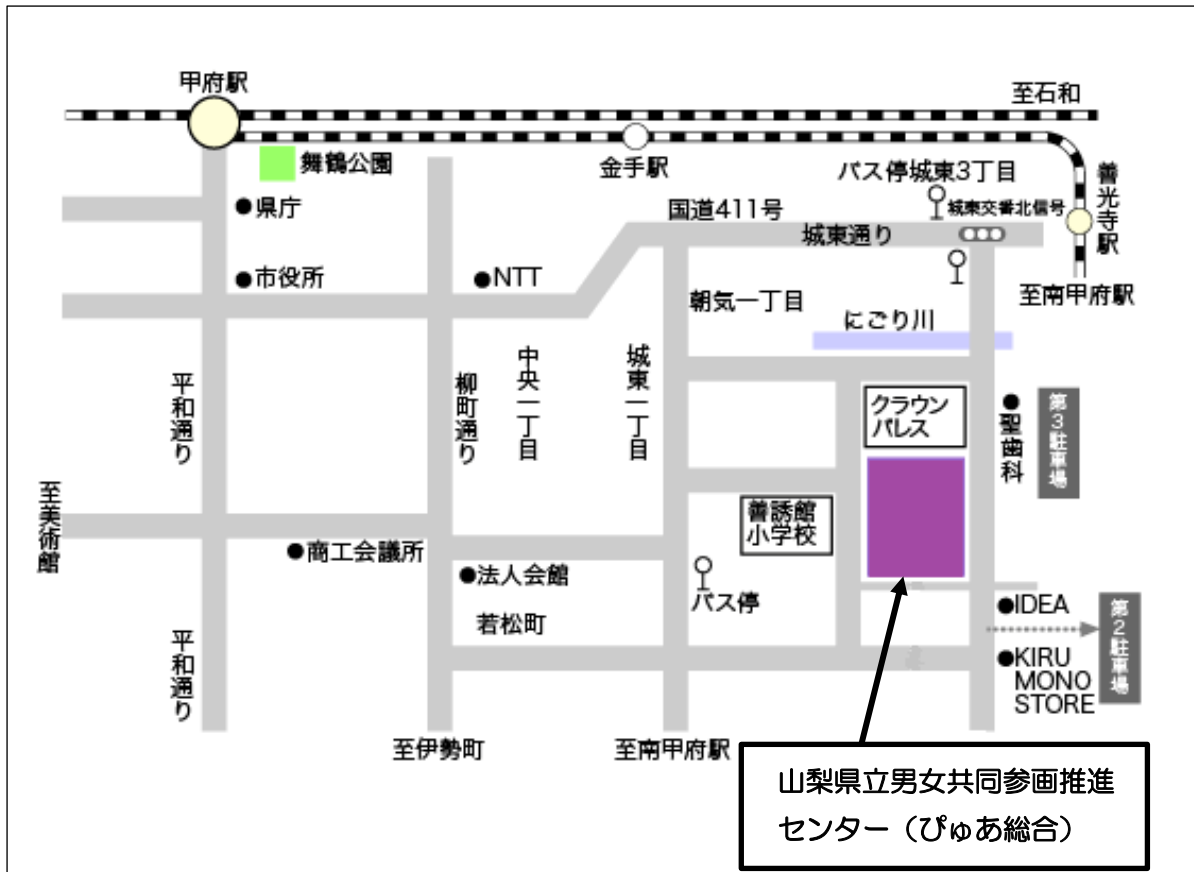 甲府駅
至石和
舞鶴公園
金手駅
バス停城東3丁目
善光寺駅
県庁
国道411号
城東交番北信号
城東通り
市役所
NTT
朝気一丁目
至南甲府駅
にごり川
平和通り
柳町通り
中央一丁目
城東一丁目
クラウン
パレス
聖歯科
第3駐車場
至美術館
善誘館
小学校
商工会議所
法人会館
バス停
若松町
IDEA
第2駐車場
平和通り
KIRU
MONO
STORE
至伊勢町
至南甲府駅
山梨県立男女共同参画推進
センター（ぴゅあ総合）